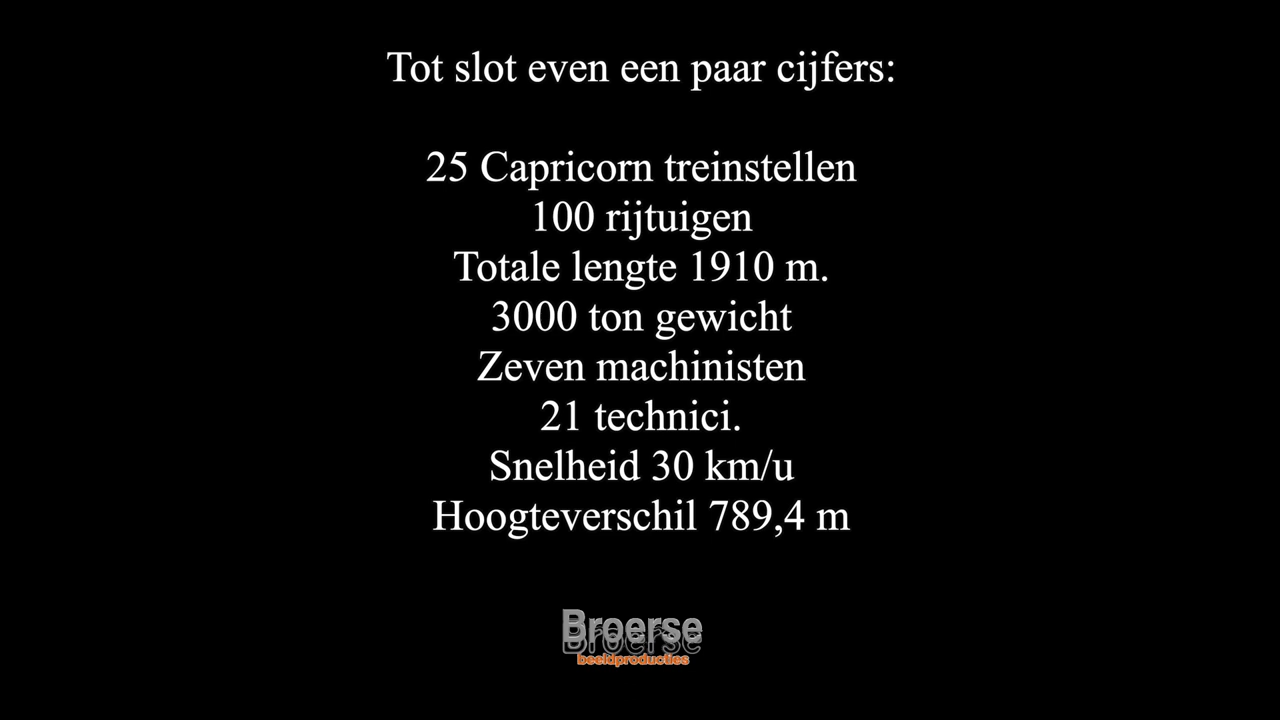 Tot slot even een paar cijfers:
25 Capricorn treinstellen
100 rijtuigen
Totale lengte 1910 m.
3000 ton gewicht
Zeven machinisten
21 technici.
Snelheid 30 km/u
Hoogteverschil 789,4 m
Broerse
beeldproducties